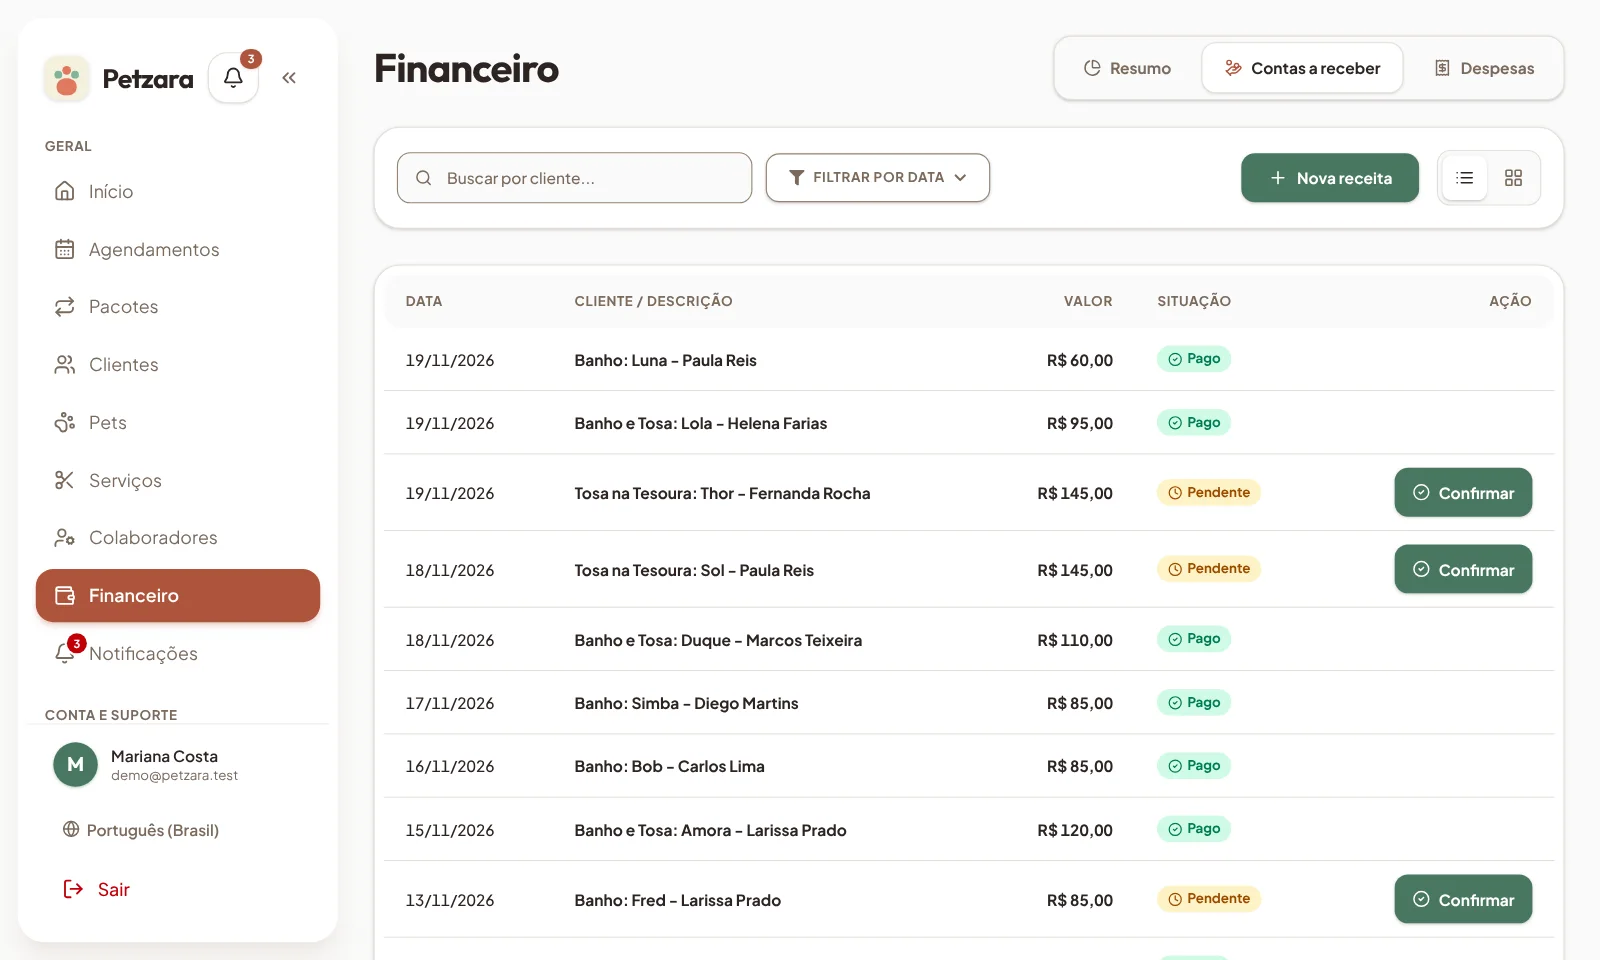 Petzara
3
GERAL
Início
Agendamentos
Pacotes
Clientes
Pets
Serviços
Colaboradores
Financeiro
3
Notificações
CONTA E SUPORTE
M
Mariana Costa
demo@petzara.test
Português (Brasil)
Sair
Financeiro
Resumo
Contas a receber
Despesas
Buscar por cliente...
FILTRAR POR DATA
Nova receita
DATA CLIENTE / DESCRIÇÃO VALOR SITUAÇÃO AÇÃO
19/11/2026 Banho: Luna - Paula Reis R$ 60,00 Pago
19/11/2026 Banho e Tosa: Lola - Helena Farias R$ 95,00 Pago
19/11/2026 Tosa na Tesoura: Thor - Fernanda Rocha R$ 145,00 Pendente Confirmar
18/11/2026 Tosa na Tesoura: Sol - Paula Reis R$ 145,00 Pendente Confirmar
18/11/2026 Banho e Tosa: Duque - Marcos Teixeira R$ 110,00 Pago
17/11/2026 Banho: Simba - Diego Martins R$ 85,00 Pago
16/11/2026 Banho: Bob - Carlos Lima R$ 85,00 Pago
15/11/2026 Banho e Tosa: Amora - Larissa Prado R$ 120,00 Pago
13/11/2026 Banho: Fred - Larissa Prado R$ 85,00 Pendente Confirmar